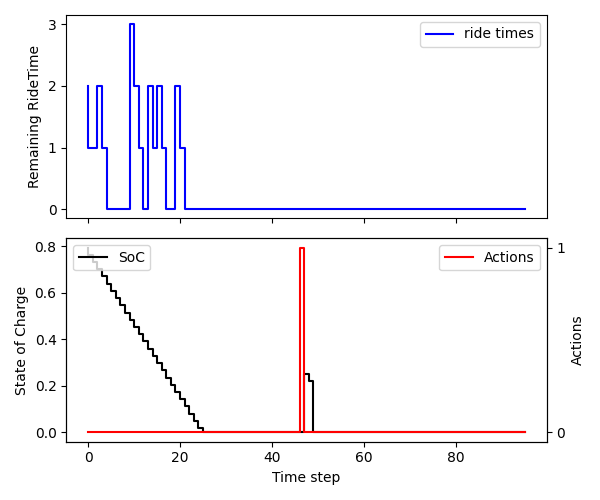 3
2
1
0
Remaining RideTime
ride times
0.8
0.6
0.4
0.2
0.0
State of Charge
SoC
Actions
1
0
Actions
0 20 40 60 80
Time step